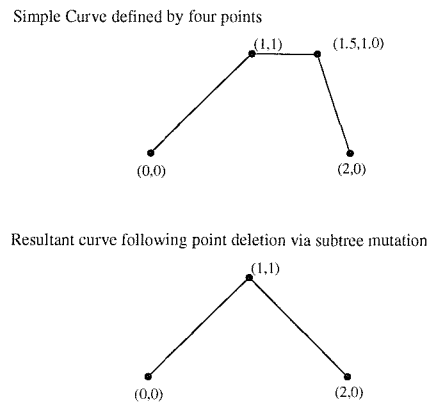 Simple Curve defined by four points
(1,1) (1.5,1.0)
(0,0) (2,0)
Resultant curve following point deletion via subtree mutation
(1,1)
(0,0) (2,0)